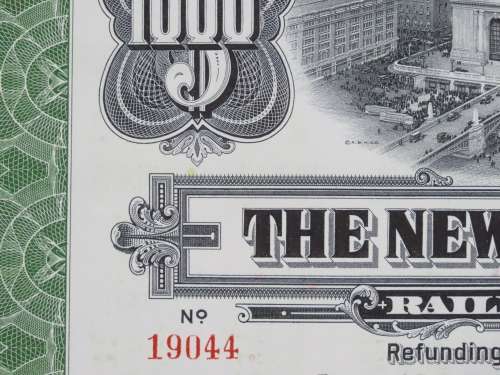 1000
THE NEW
RAIL
Nº
19044
Refunding